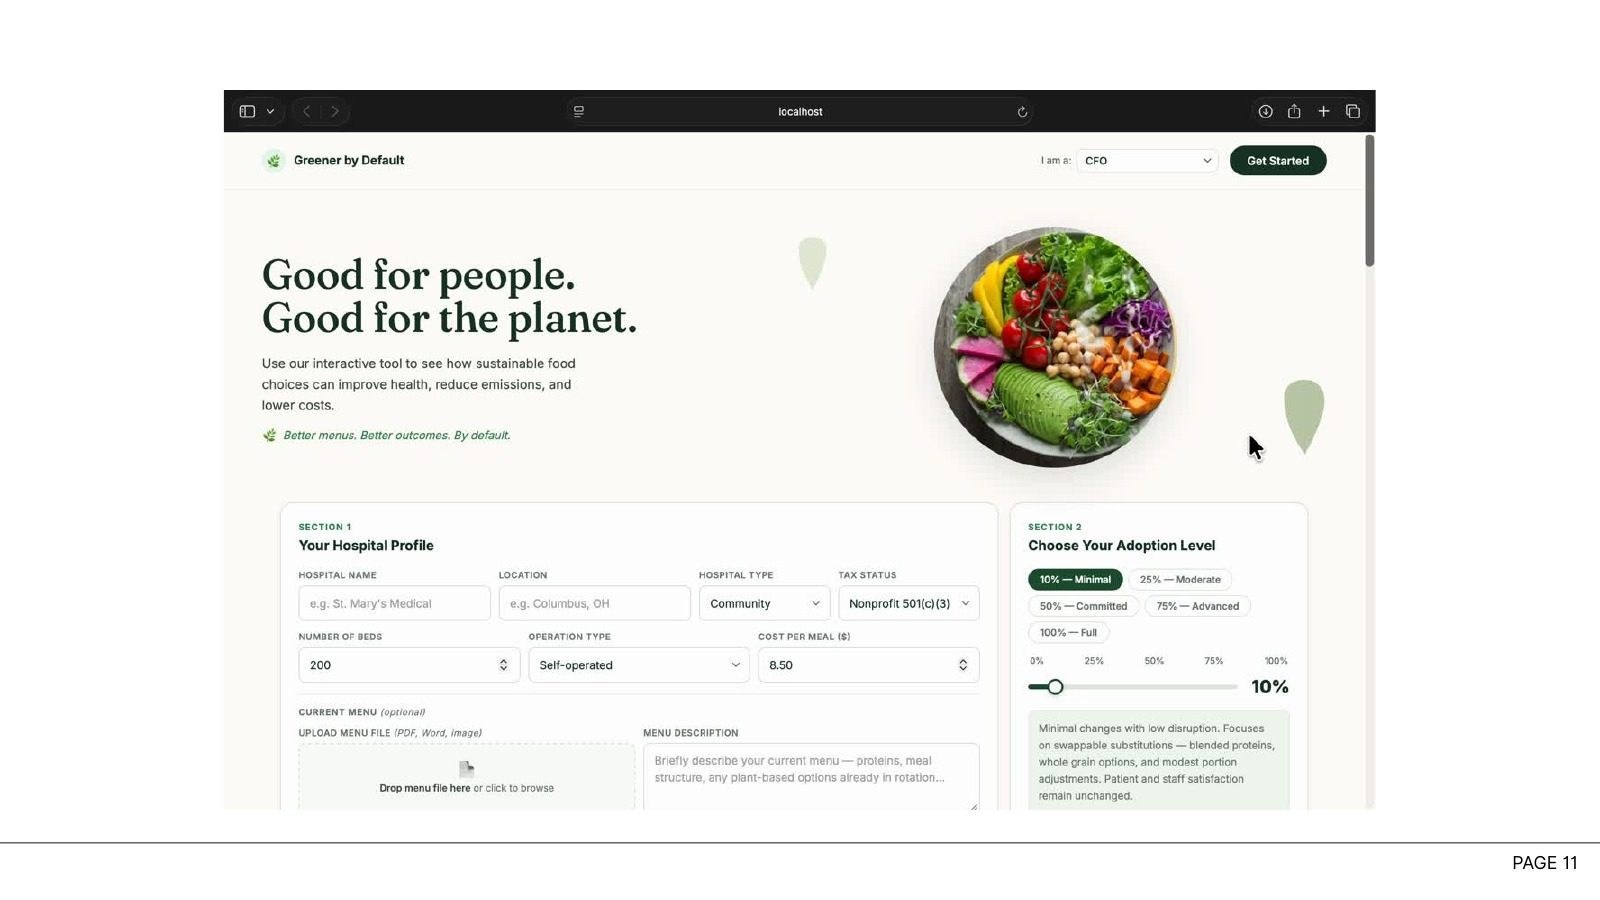 localhost
Greener by Default
I am a:
CFO
Get Started
Good for people.
Good for the planet.
Use our interactive tool to see how sustainable food
choices can improve health, reduce emissions, and
lower costs.
Better menus. Better outcomes. By default.
SECTION 1
Your Hospital Profile
HOSPITAL NAME
LOCATION
HOSPITAL TYPE
TAX STATUS
e.g. St. Mary's Medical
e.g. Columbus, OH
Community
Nonprofit 501(c)(3)
NUMBER OF BEDS
OPERATION TYPE
COST PER MEAL ($)
200
Self-operated
8.50
CURRENT MENU (optional)
UPLOAD MENU FILE (PDF, Word, image)
MENU DESCRIPTION
Drop menu file here or click to browse
Briefly describe your current menu — proteins, meal
structure, any plant-based options already in rotation...
SECTION 2
Choose Your Adoption Level
10% — Minimal
25% — Moderate
50% — Committed
75% — Advanced
100% — Full
0%
25%
50%
75%
100%
10%
Minimal changes with low disruption. Focuses
on swappable substitutions — blended proteins,
whole grain options, and modest portion
adjustments. Patient and staff satisfaction
remain unchanged.
PAGE 11